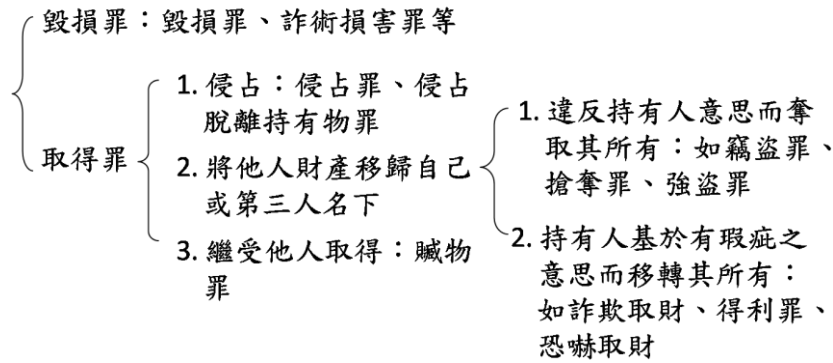 毀損罪：毀損罪、詐術損害罪等
取得罪
1. 侵占：侵占罪、侵占
脫離持有物罪
2. 將他人財產移歸自己
或第三人名下
3. 繼受他人取得：贓物
罪
1. 違反持有人意思而奪
取其所有：如竊盜罪、
搶奪罪、強盜罪
2. 持有人基於有瑕疵之
意思而移轉其所有：
如詐欺取財、得利罪、
恐嚇取財